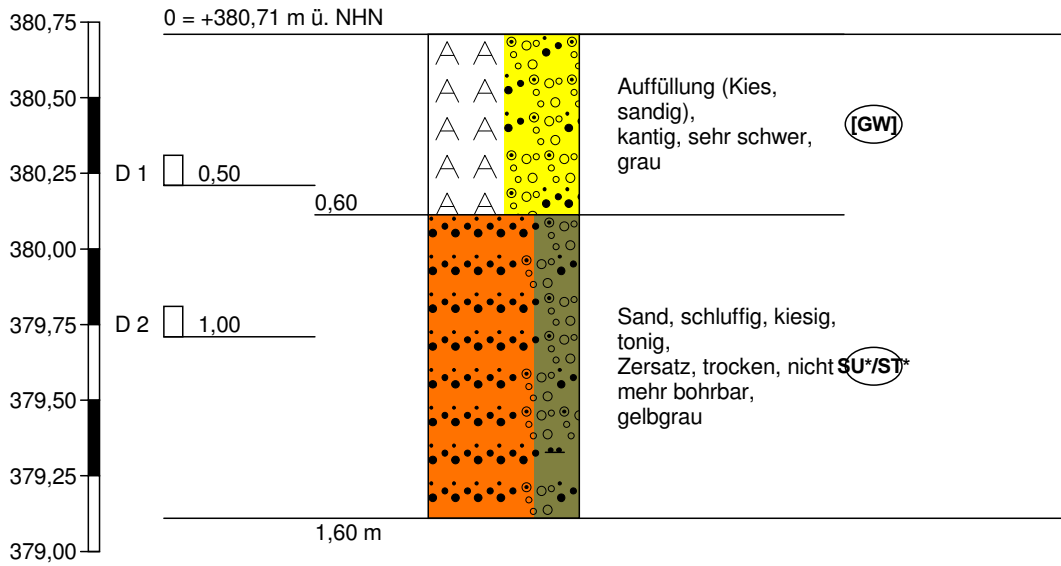 0 = +380,71 m ü. NHN
380,75
380,50
380,25
380,00
379,75
379,50
379,25
379,00
D 1
0,50
0,60
D 2
1,00
1,60 m
Auffüllung (Kies,
sandig),
kantig, sehr schwer,
grau
[GW]
Sand, schluffig, kiesig,
tonig,
Zersatz, trocken, nicht
mehr bohrbar,
gelbgrau
SU*/ST*